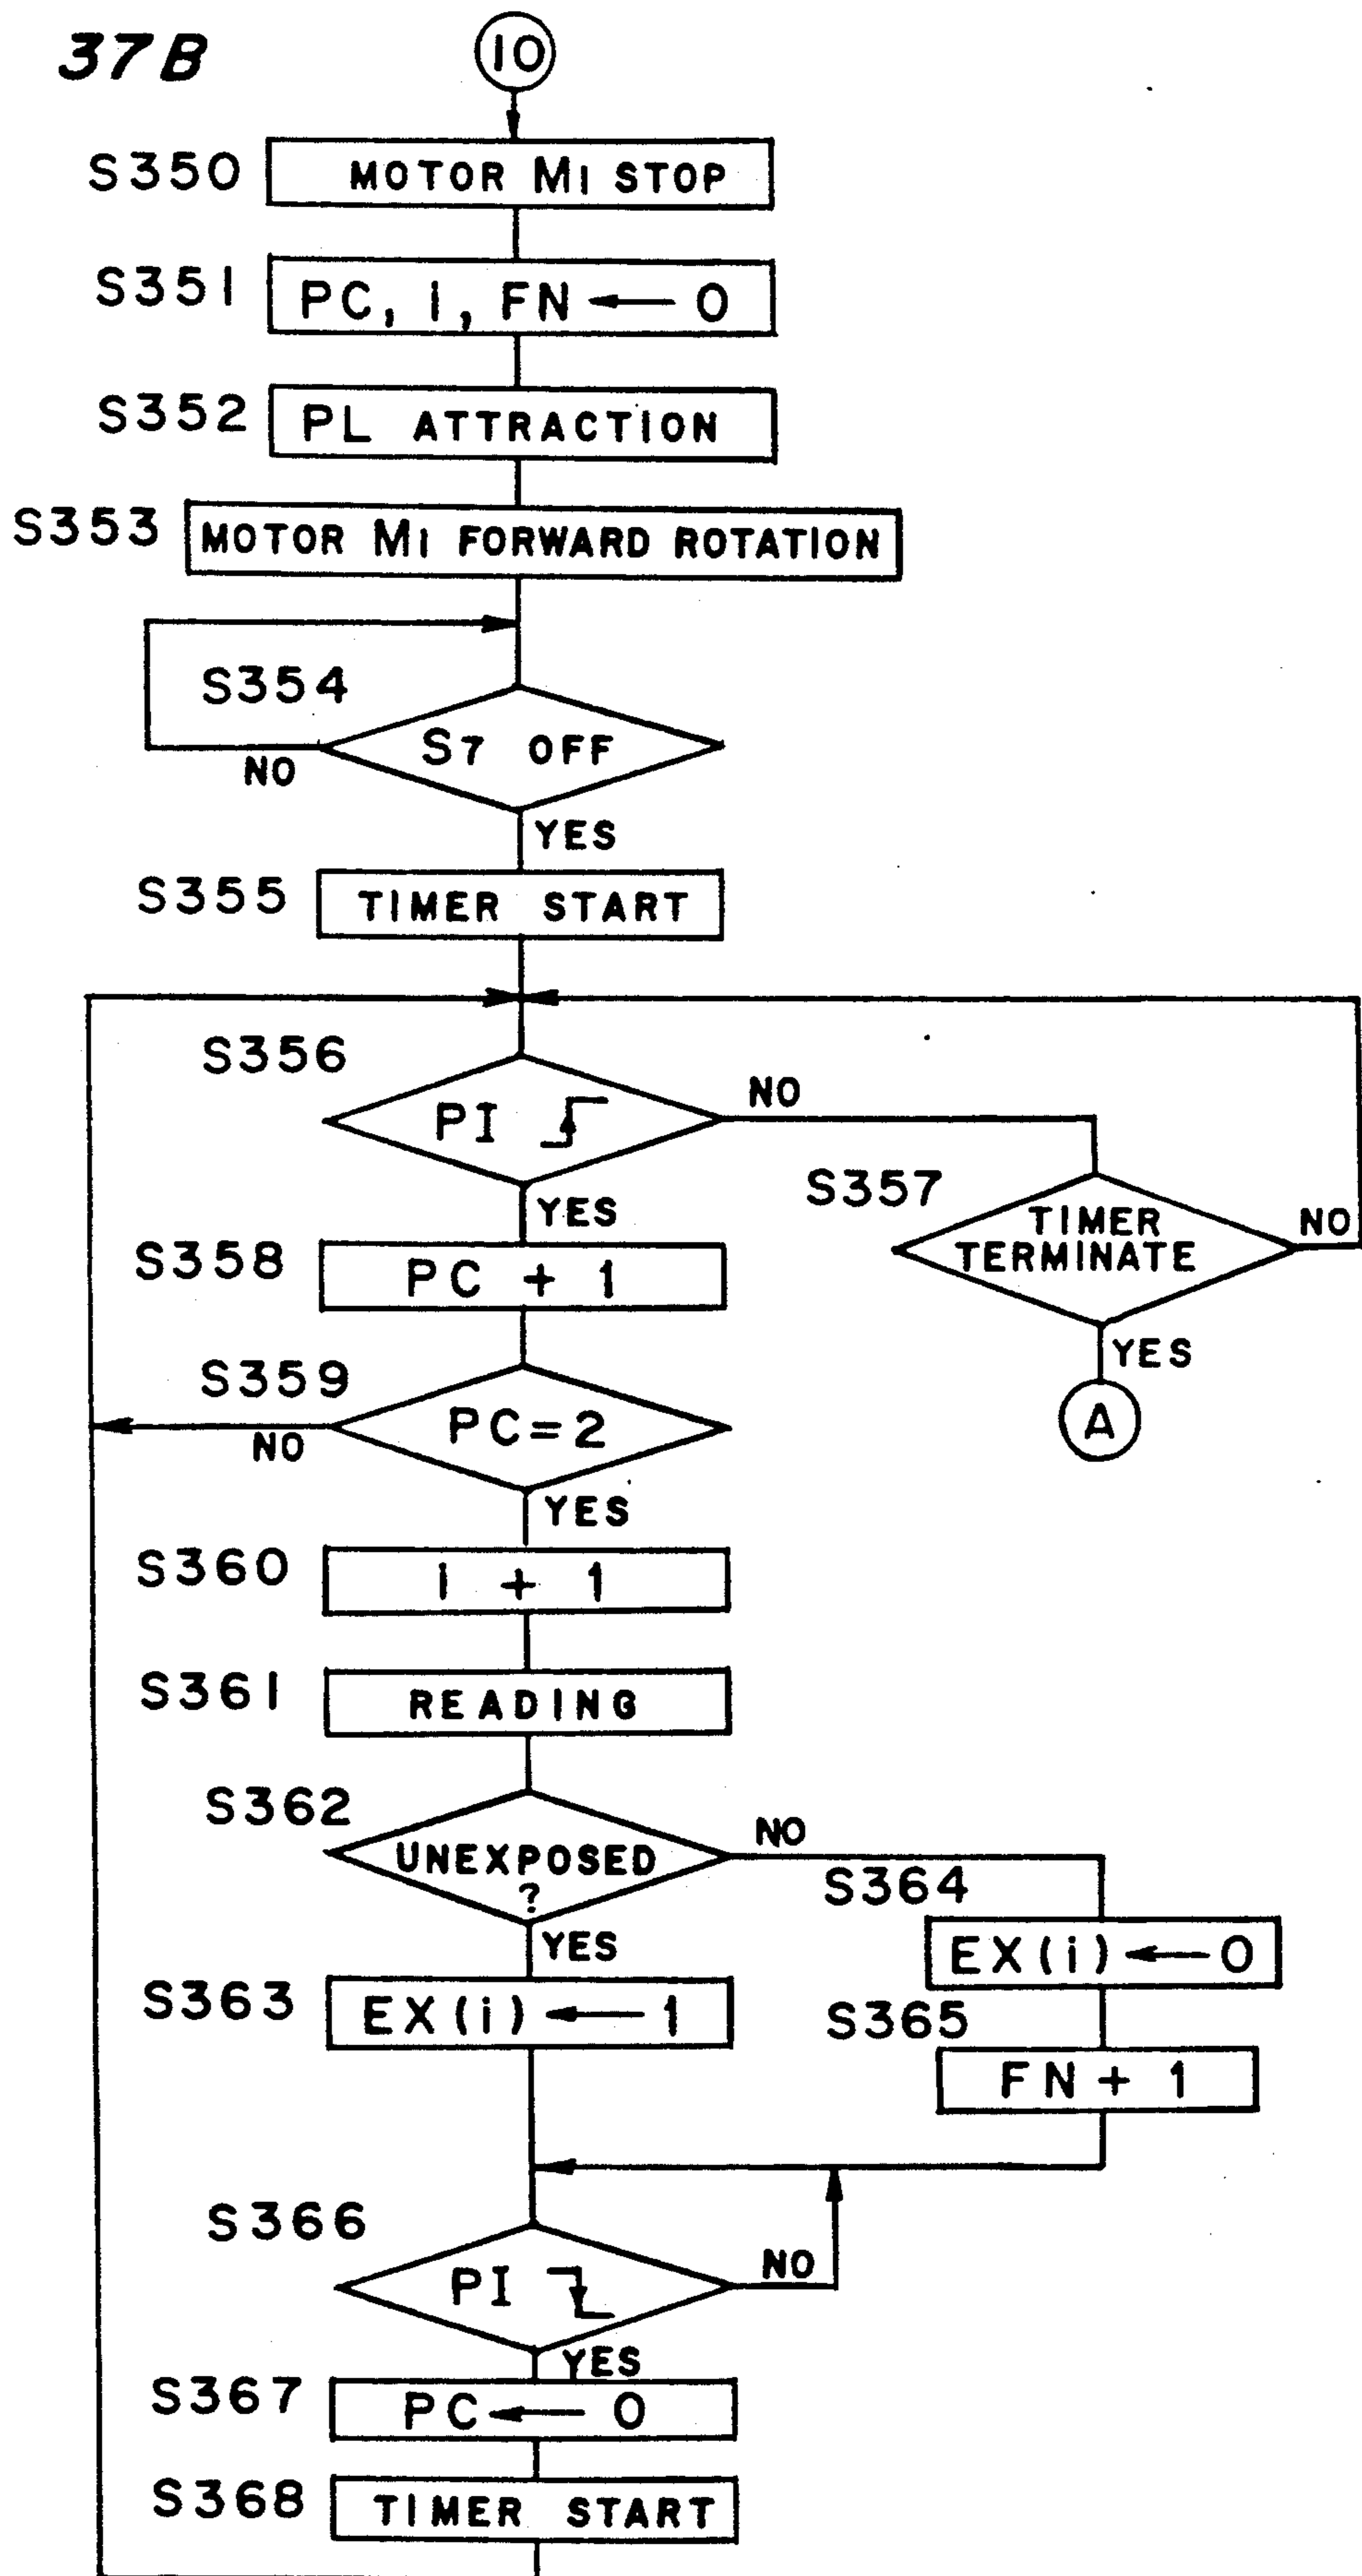 37B
10
S350 MOTOR M1 STOP
S351 PC, i, FN ← 0
S352 PL ATTRACTION
S353 MOTOR M1 FORWARD ROTATION
S354
S7 OFF
NO
YES
S355 TIMER START
S356
PI
NO
YES
S357
TIMER
TERMINATE
NO
YES
A
S358 PC + 1
S359
PC=2
NO
YES
S360 i + 1
S361 READING
S362
UNEXPOSED
?
NO
YES
S363 EX(i) ← 1
S364
EX(i) ← 0
S365
FN + 1
S366
PI
NO
YES
S367 PC ← 0
S368 TIMER START